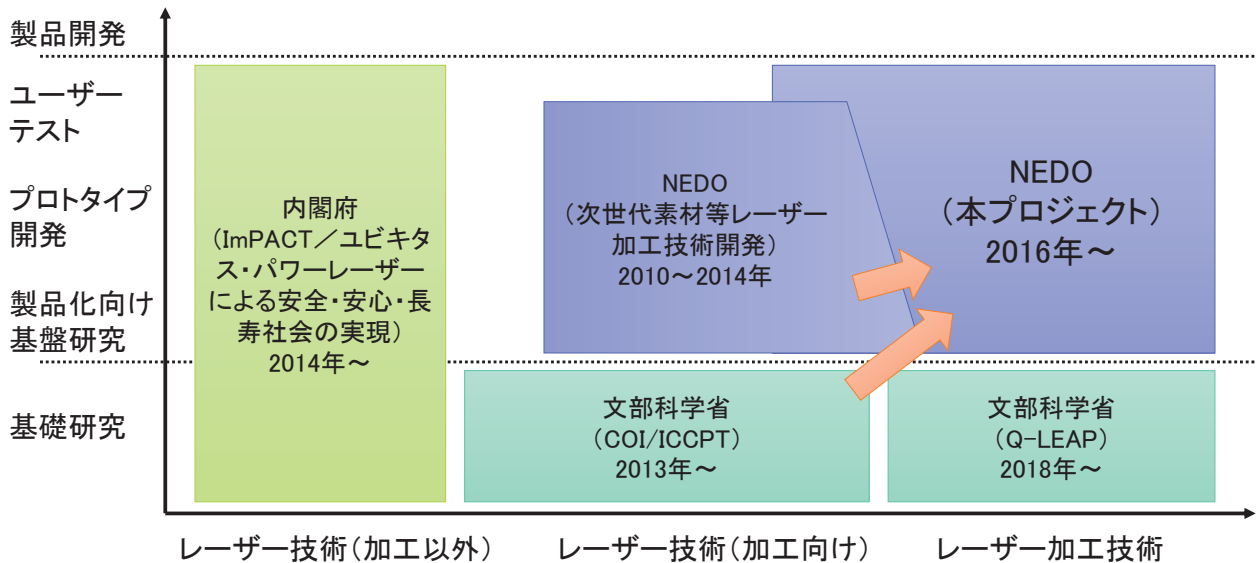 製品開発
ユーザー
テスト
プロトタイプ
開発
製品化向け
基盤研究
基礎研究
内閣府
（ImPACT／ユビキタ
ス・パワーレーザー
による安全・安心・長
寿社会の実現）
2014年～
NEDO
（次世代素材等レーザー
加工技術開発）
2010～2014年
NEDO
（本プロジェクト）
2016年～
文部科学省
（COI/ICCPT）
2013年～
文部科学省
（Q-LEAP）
2018年～
レーザー技術（加工以外）
レーザー技術（加工向け）
レーザー加工技術